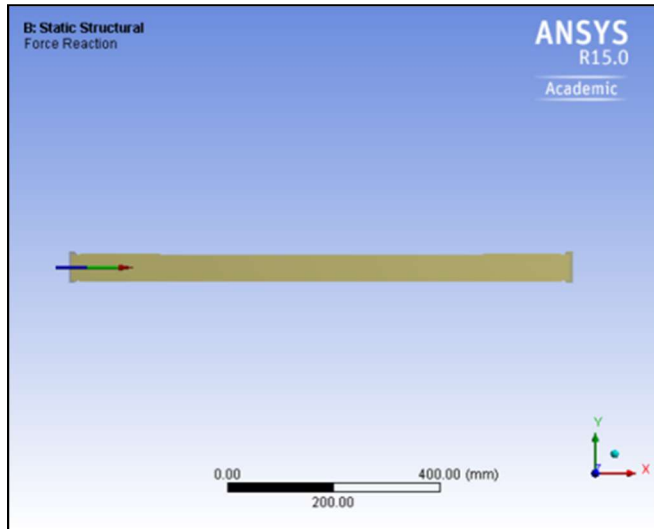 B: Static Structural
Force Reaction
ANSYS
R15.0
Academic
0.00 400.00 (mm)
200.00
Y
X
Z